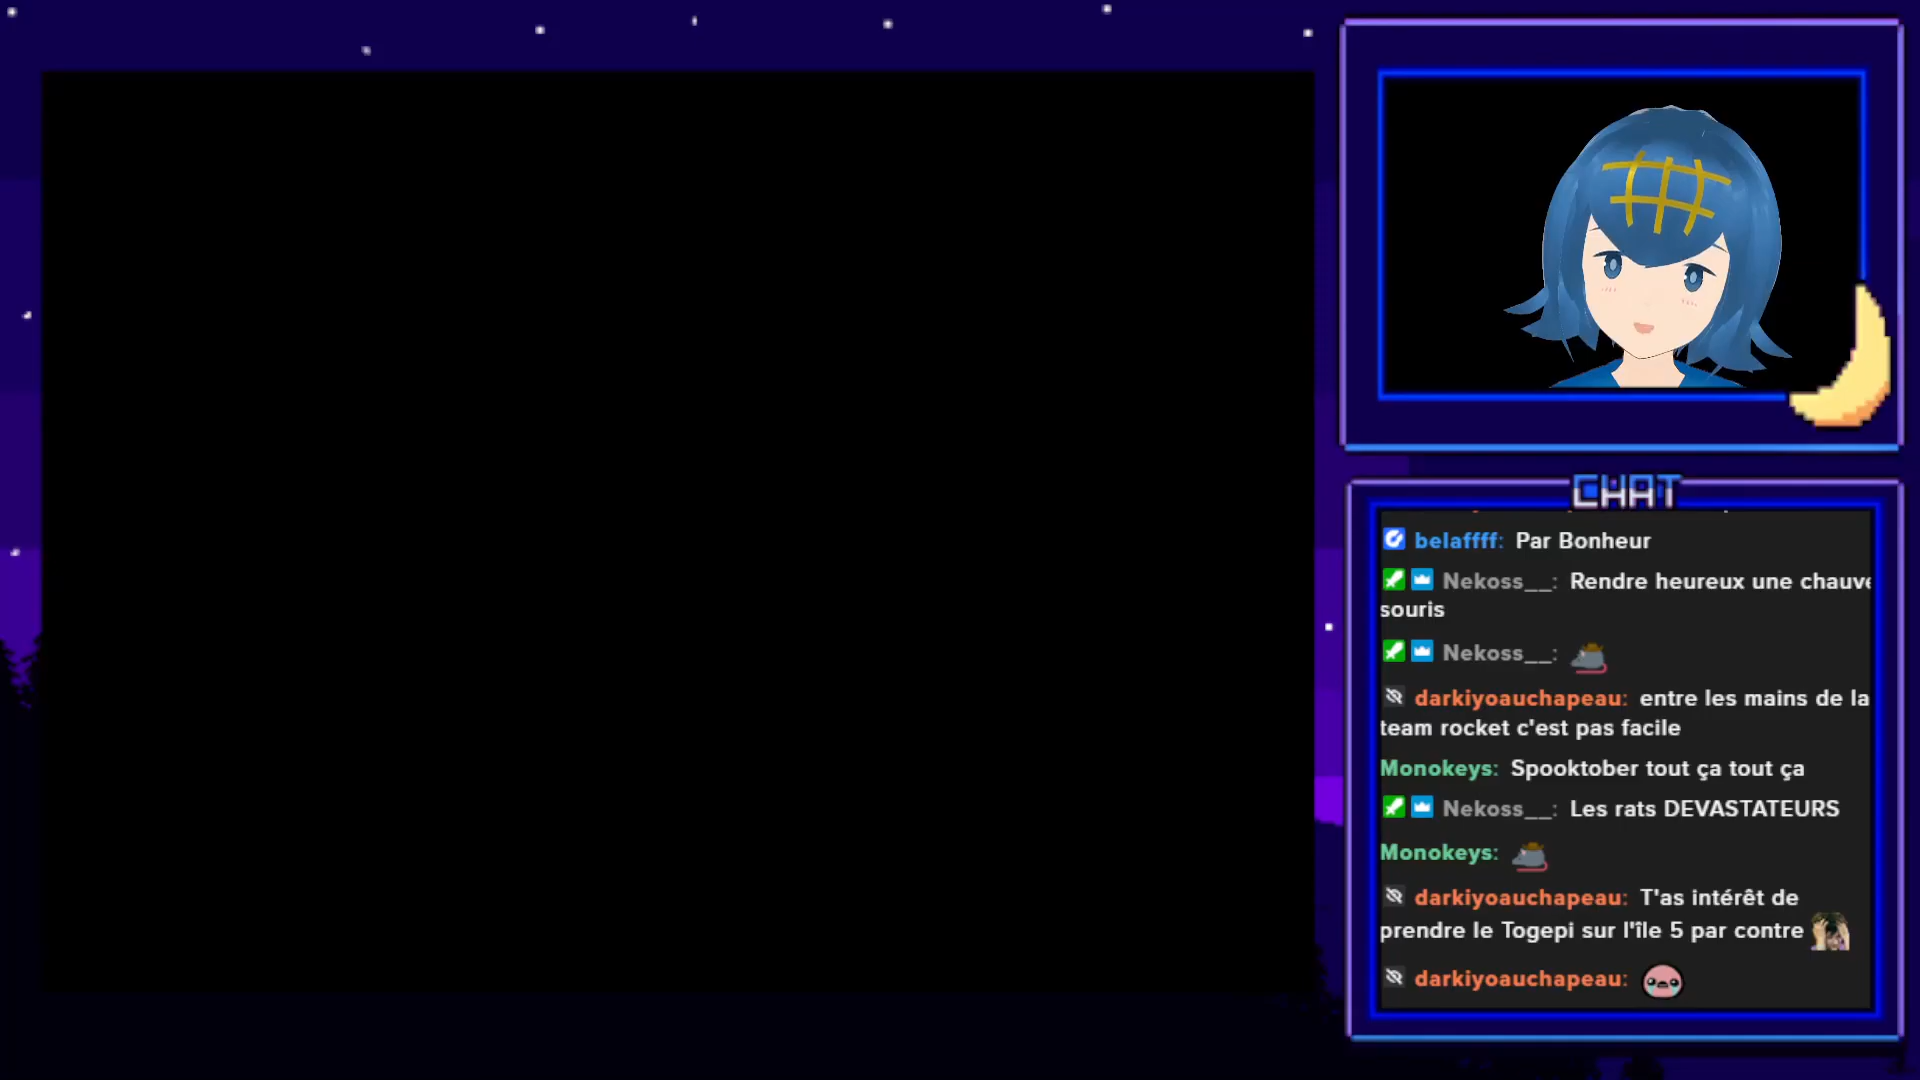 CHAT
belaffff: Par Bonheur
Nekoss__: Rendre heureux une chauve
souris
Nekoss__:
darkiyoauchapeau: entre les mains de la
team rocket c'est pas facile
Monokeys: Spooktober tout ça tout ça
Nekoss__: Les rats DEVASTATEURS
Monokeys:
darkiyoauchapeau: T'as intérêt de
prendre le Togepi sur l'île 5 par contre
darkiyoauchapeau: